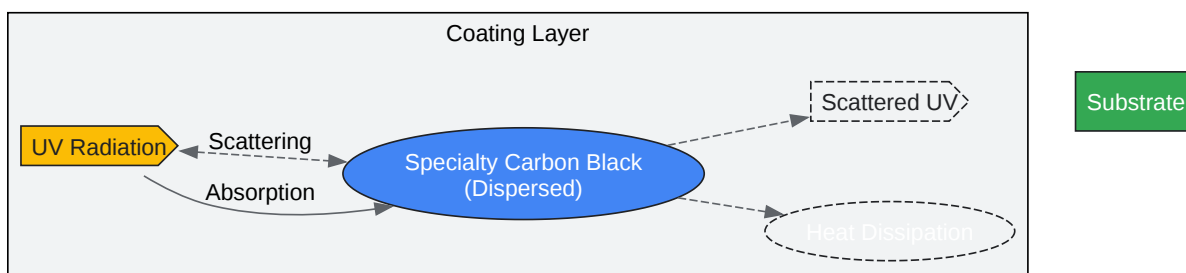 Coating Layer
UV Radiation
Scattering
Absorption
Specialty Carbon Black
(Dispersed)
Scattered UV
Heat Dissipation
Substrate